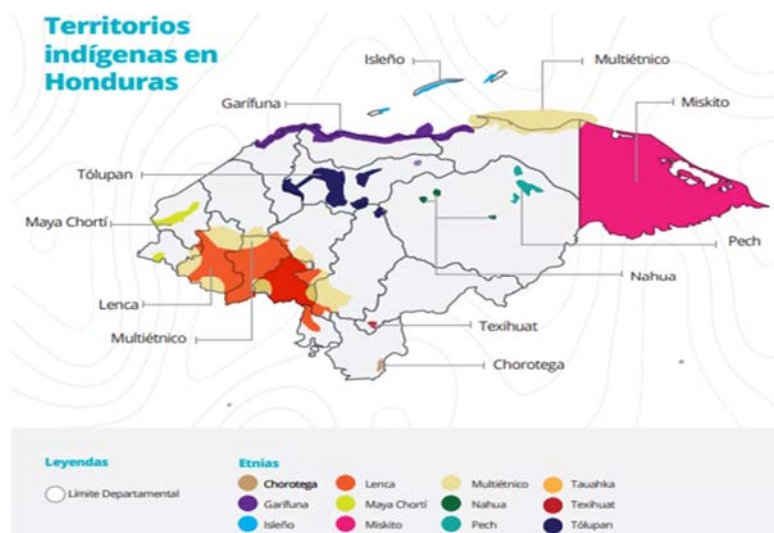 Territorios
indígenas en
Honduras
Isleño
Multiétnico
Garífuna
Miskito
Tólupan
Maya Chortí
Pech
Nahua
Lenca
Texihuat
Multiétnico
Chorotega
Leyendas
Límite Departamental
Etnias
Chorotega
Lenca
Multiétnico
Tauahka
Garífuna
Maya Chortí
Nahua
Texihuat
Isleño
Miskito
Pech
Tólupan